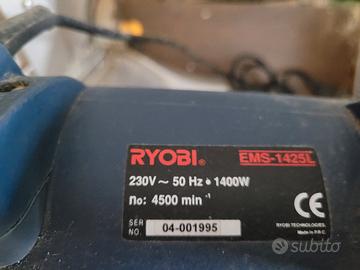 RYOBI® EMS-1425L
230V ~ 50 Hz • 1400W
no: 4500 min⁻¹
SER NO. 04-001995
CE
RYOBI TECHNOLOGIES
Made in P.R.C.
subito